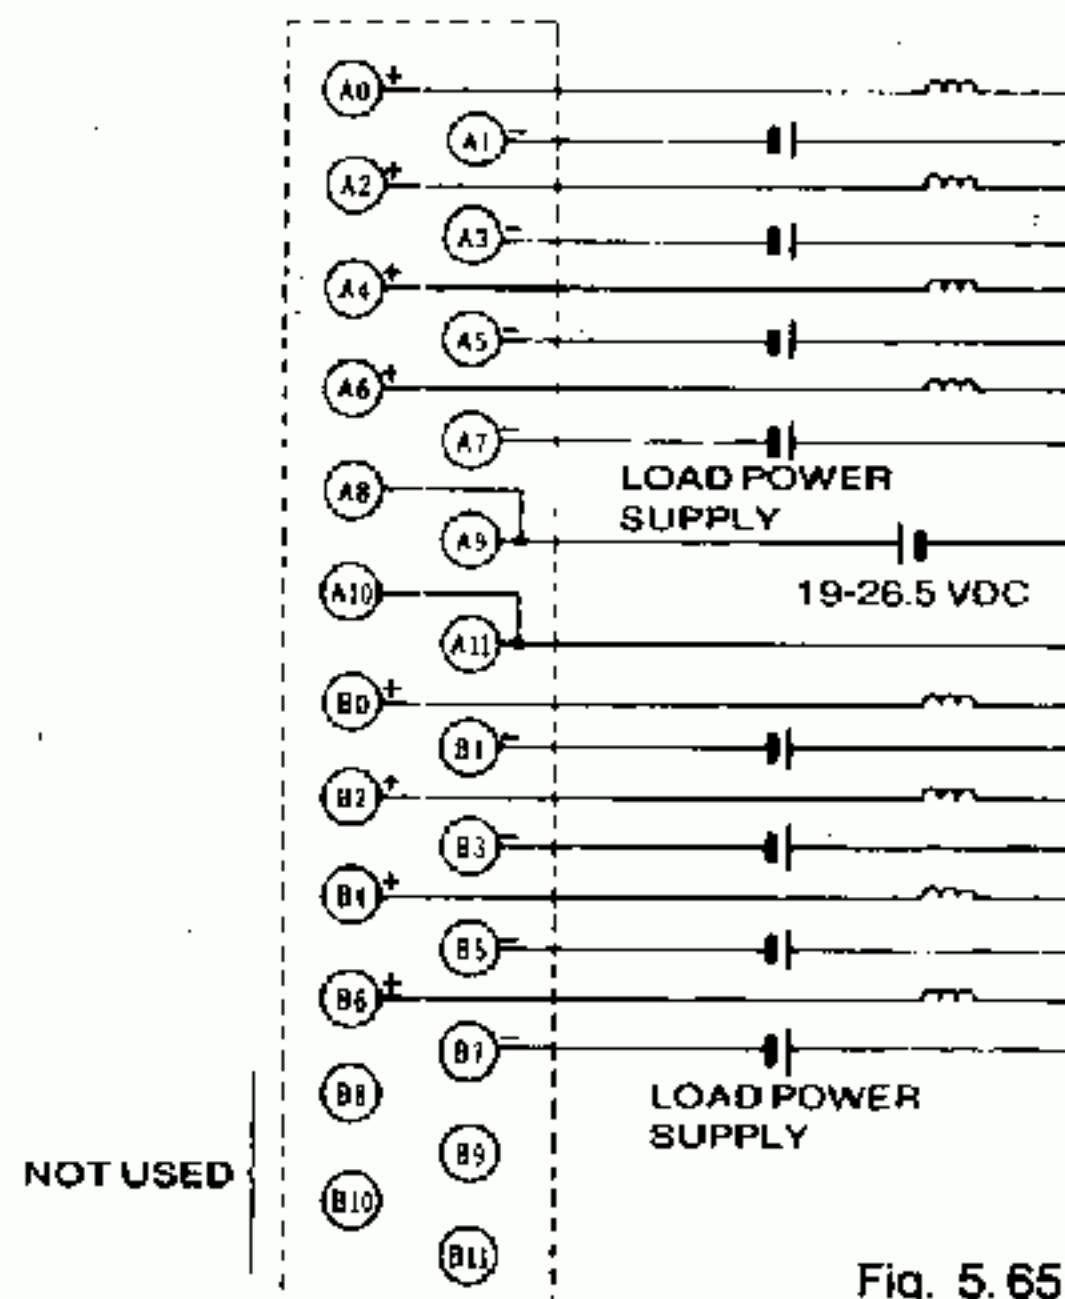 A0 +
A1 -
A2 +
A3 -
A4 +
A5 -
A6 +
A7 -
LOAD POWER
SUPPLY
A8
A9
A10
19-26.5 VDC
A11
B0 +
B1 -
B2 +
B3 -
B4 +
B5 -
B6 +
B7 -
LOAD POWER
SUPPLY
B8
B9
NOT USED
B10
B11
Fig. 5.65